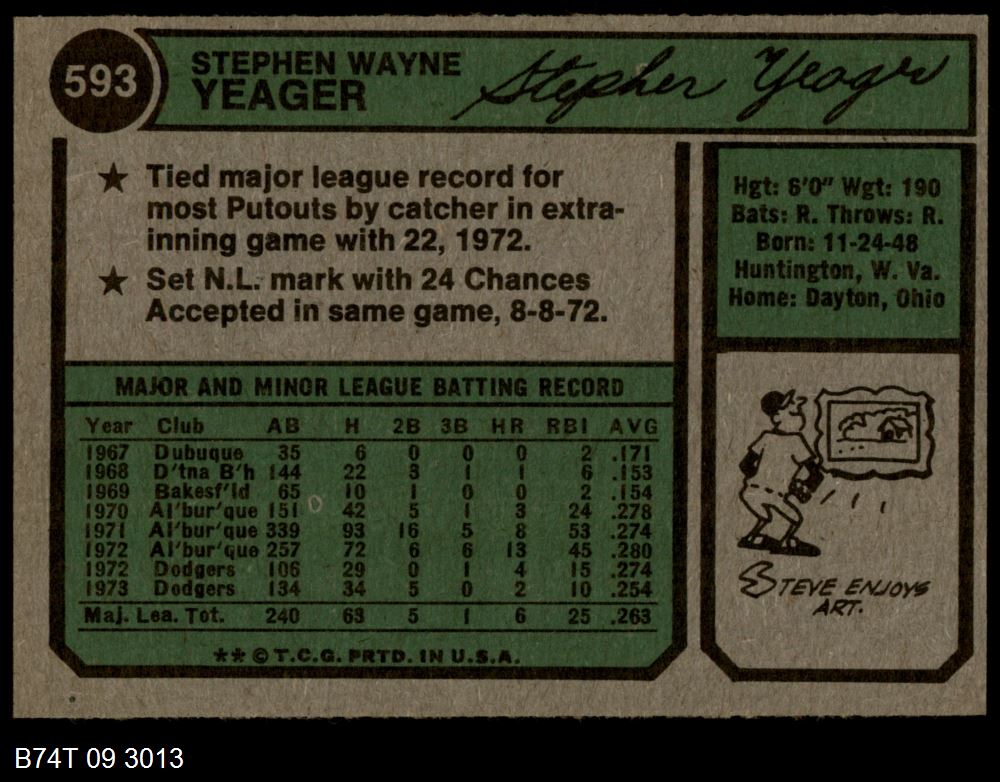 593
STEPHEN WAYNE
YEAGER
Stephen Yeager
★ Tied major league record for
most Putouts by catcher in extra-
inning game with 22, 1972.
★ Set N.L. mark with 24 Chances
Accepted in same game, 8-8-72.
Hgt: 6'0" Wgt: 190
Bats: R. Throws: R.
Born: 11-24-48
Huntington, W. Va.
Home: Dayton, Ohio
MAJOR AND MINOR LEAGUE BATTING RECORD
Year Club AB H 2B 3B HR RBI AVG
1967 Dubuque 35 6 0 0 0 2 .171
1968 D'tna B'h 144 22 3 1 1 6 .153
1969 Bakesf'ld 65 10 1 0 0 2 .154
1970 Al'bur'que 151 42 5 1 3 24 .278
1971 Al'bur'que 339 93 16 5 8 53 .274
1972 Al'bur'que 257 72 6 6 13 45 .280
1972 Dodgers 106 29 0 1 4 15 .274
1973 Dodgers 134 34 5 0 2 10 .254
Maj. Lea. Tot. 240 63 5 1 6 25 .263
** © T.C.G. PRTD. IN U.S.A.
STEVE ENJOYS
ART.
B74T 09 3013